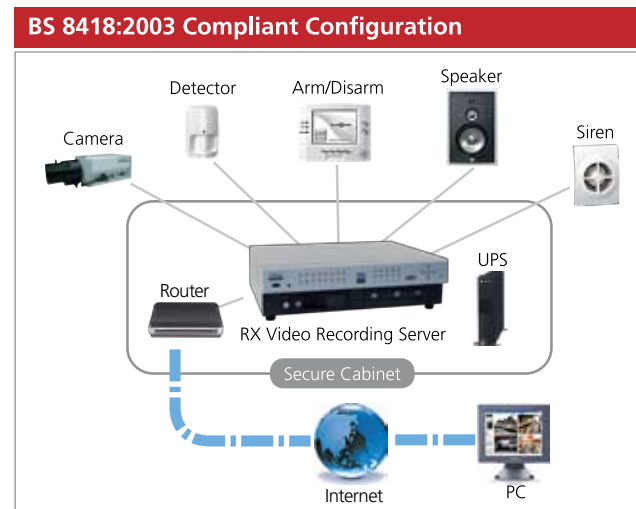 BS 8418:2003 Compliant Configuration
Speaker
Detector
Arm/Disarm
Camera
Siren
UPS
Router
RX Video Recording Server
Secure Cabinet
Internet
PC